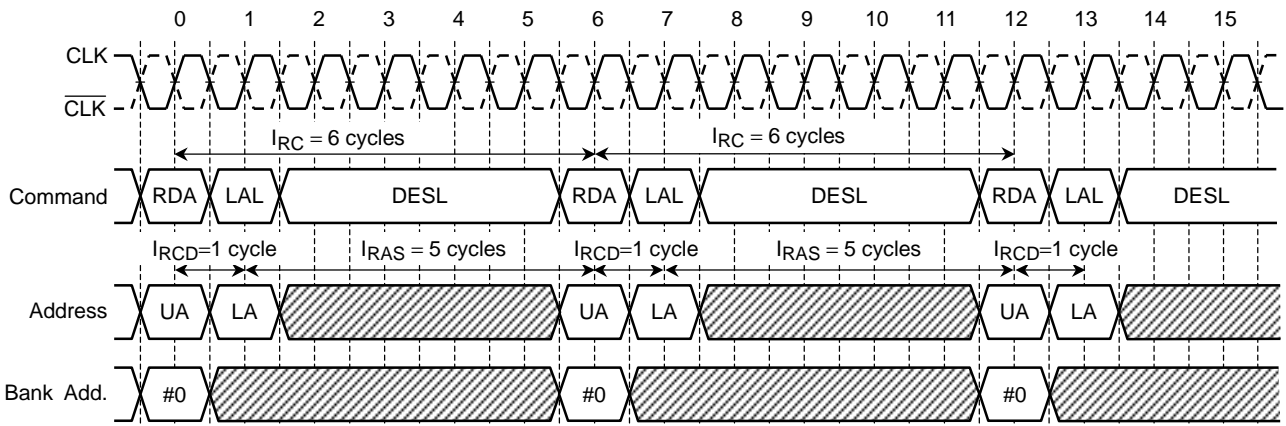 0 1 2 3 4 5 6 7 8 9 10 11 12 13 14 15
CLK
CLK
IRC = 6 cycles IRC = 6 cycles
Command RDA LAL DESL RDA LAL DESL RDA LAL DESL
IRCD=1 cycle IRAS = 5 cycles IRCD=1 cycle IRAS = 5 cycles IRCD=1 cycle
Address UA LA UA LA UA LA
Bank Add. #0 #0 #0